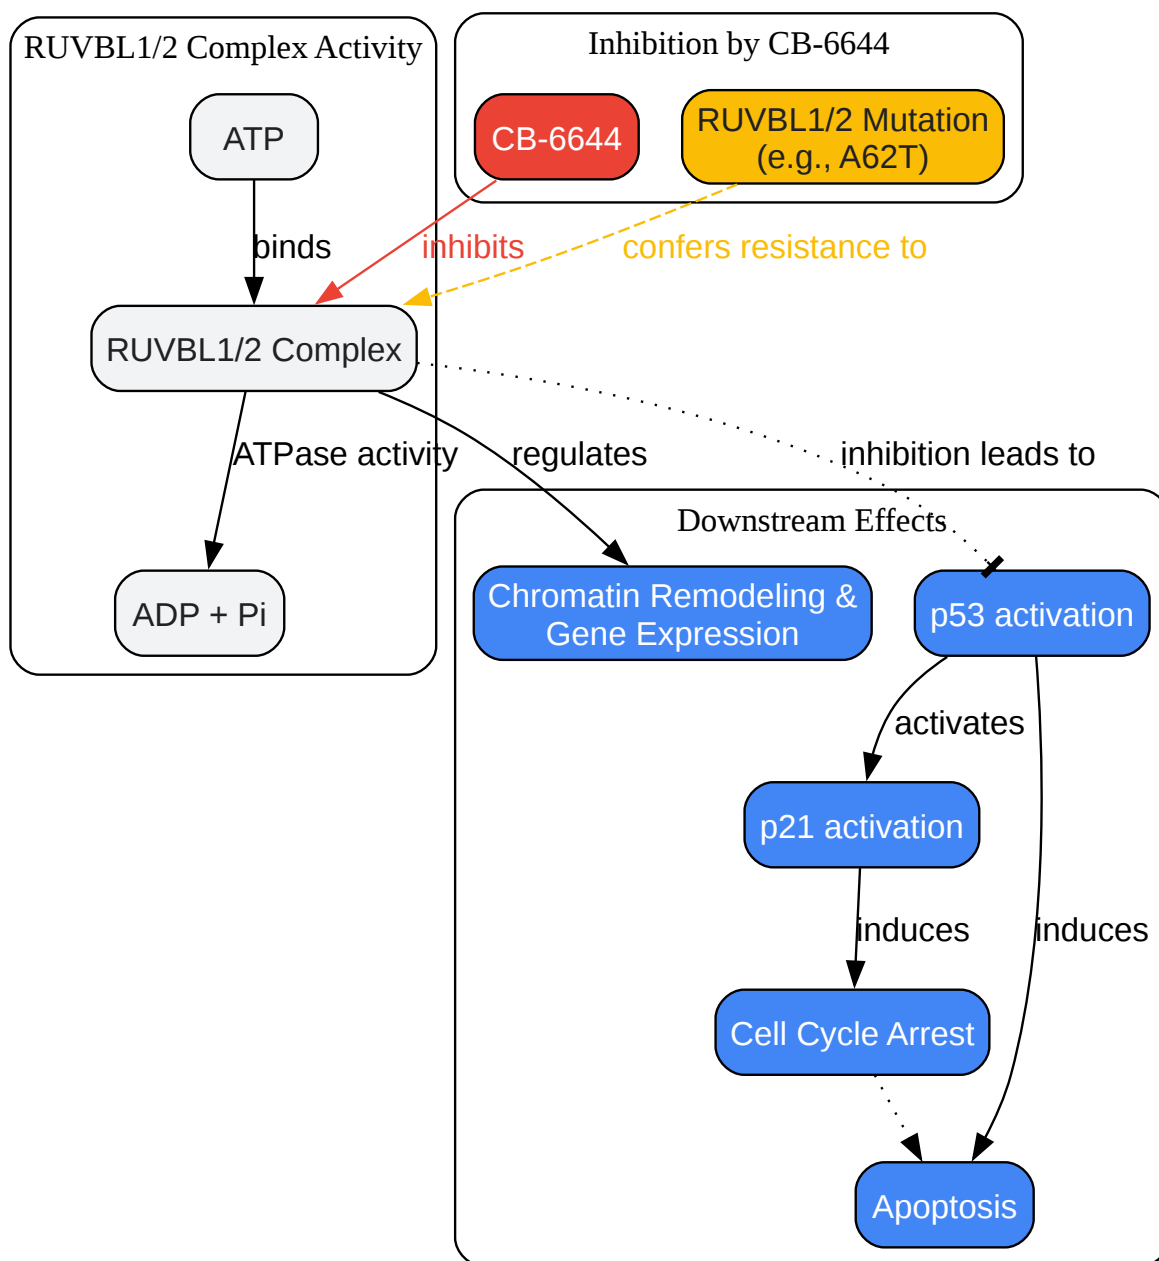 RUVBL1/2 Complex Activity
Inhibition by CB-6644
ATP
CB-6644
RUVBL1/2 Mutation
(e.g., A62T)
binds
inhibits
confers resistance to
RUVBL1/2 Complex
ATPase activity
regulates
inhibition leads to
Downstream Effects
ADP + Pi
Chromatin Remodeling &
Gene Expression
p53 activation
activates
p21 activation
induces
induces
Cell Cycle Arrest
Apoptosis